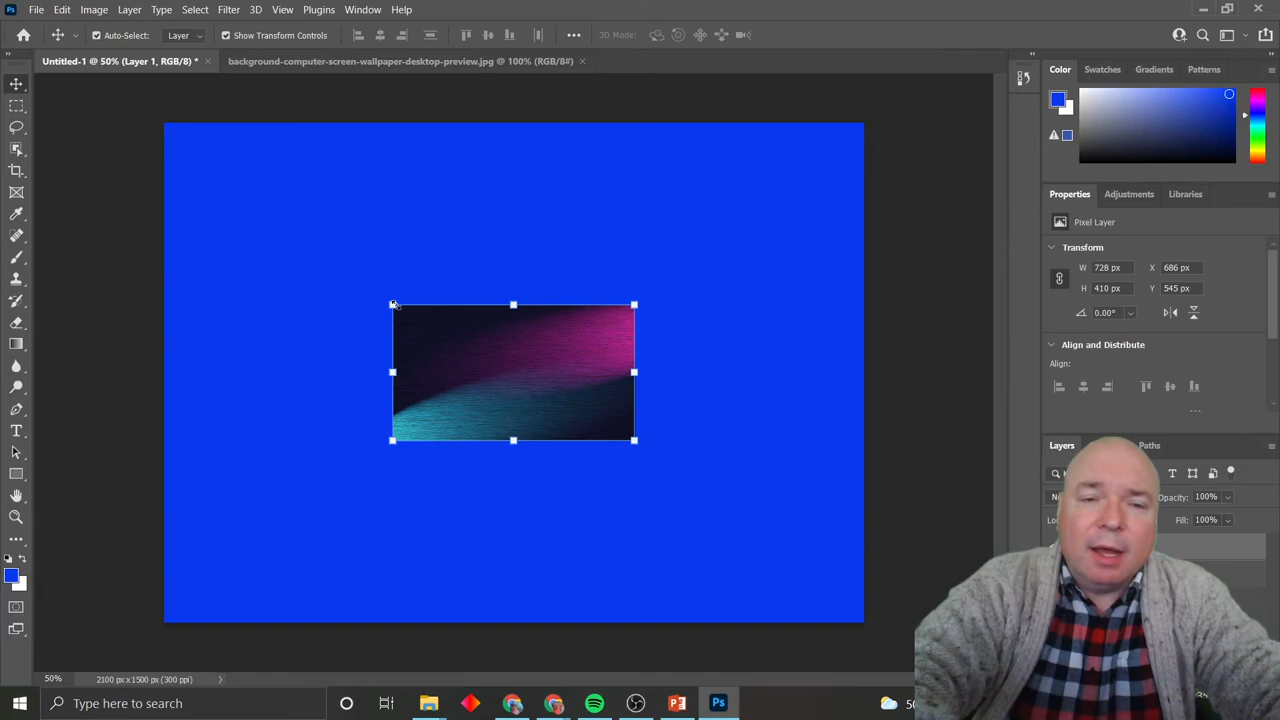 Ps File Edit Image Layer Type Select Filter 3D View Plugins Window Help
Auto-Select: Layer Show Transform Controls 3D Mode:
Untitled-1 @ 50% (Layer 1, RGB/8) * background-computer-screen-wallpaper-desktop-preview.jpg @ 100% (RGB/8#)
Color Swatches Gradients Patterns
Properties Adjustments Libraries
Pixel Layer
Transform
W 728 px X 686 px
H 410 px Y 545 px
0.00°
Align and Distribute
Align:
Layers Paths
Opacity: 100%
Fill: 100%
50% 2100 px x 1500 px (300 ppi)
Type here to search
Ps